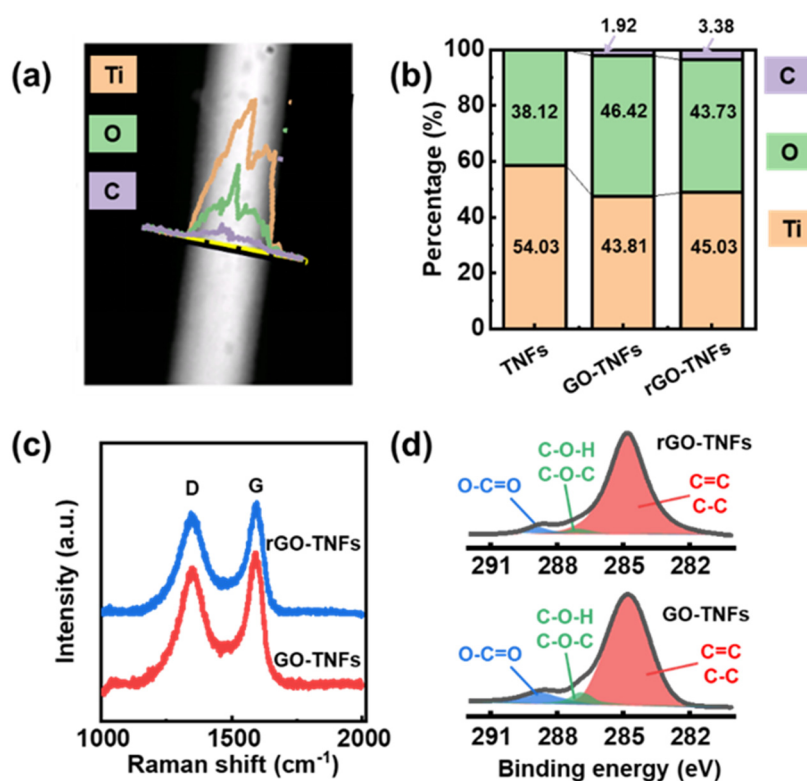 (a)
Ti
O
C
(b)
1.92 3.38
Percentage (%)
100
80
60
40
20
0
38.12 46.42 43.73
54.03 43.81 45.03
TNFs GO-TNFs rGO-TNFs
C
O
Ti
(c)
Intensity (a.u.)
D G
rGO-TNFs
GO-TNFs
1000 1500 2000
Raman shift (cm⁻¹)
(d)
rGO-TNFs
C-O-H
C-O-C
O-C=O
C=C
C-C
291 288 285 282
GO-TNFs
C-O-H
C-O-C
O-C=O
C=C
C-C
291 288 285 282
Binding energy (eV)